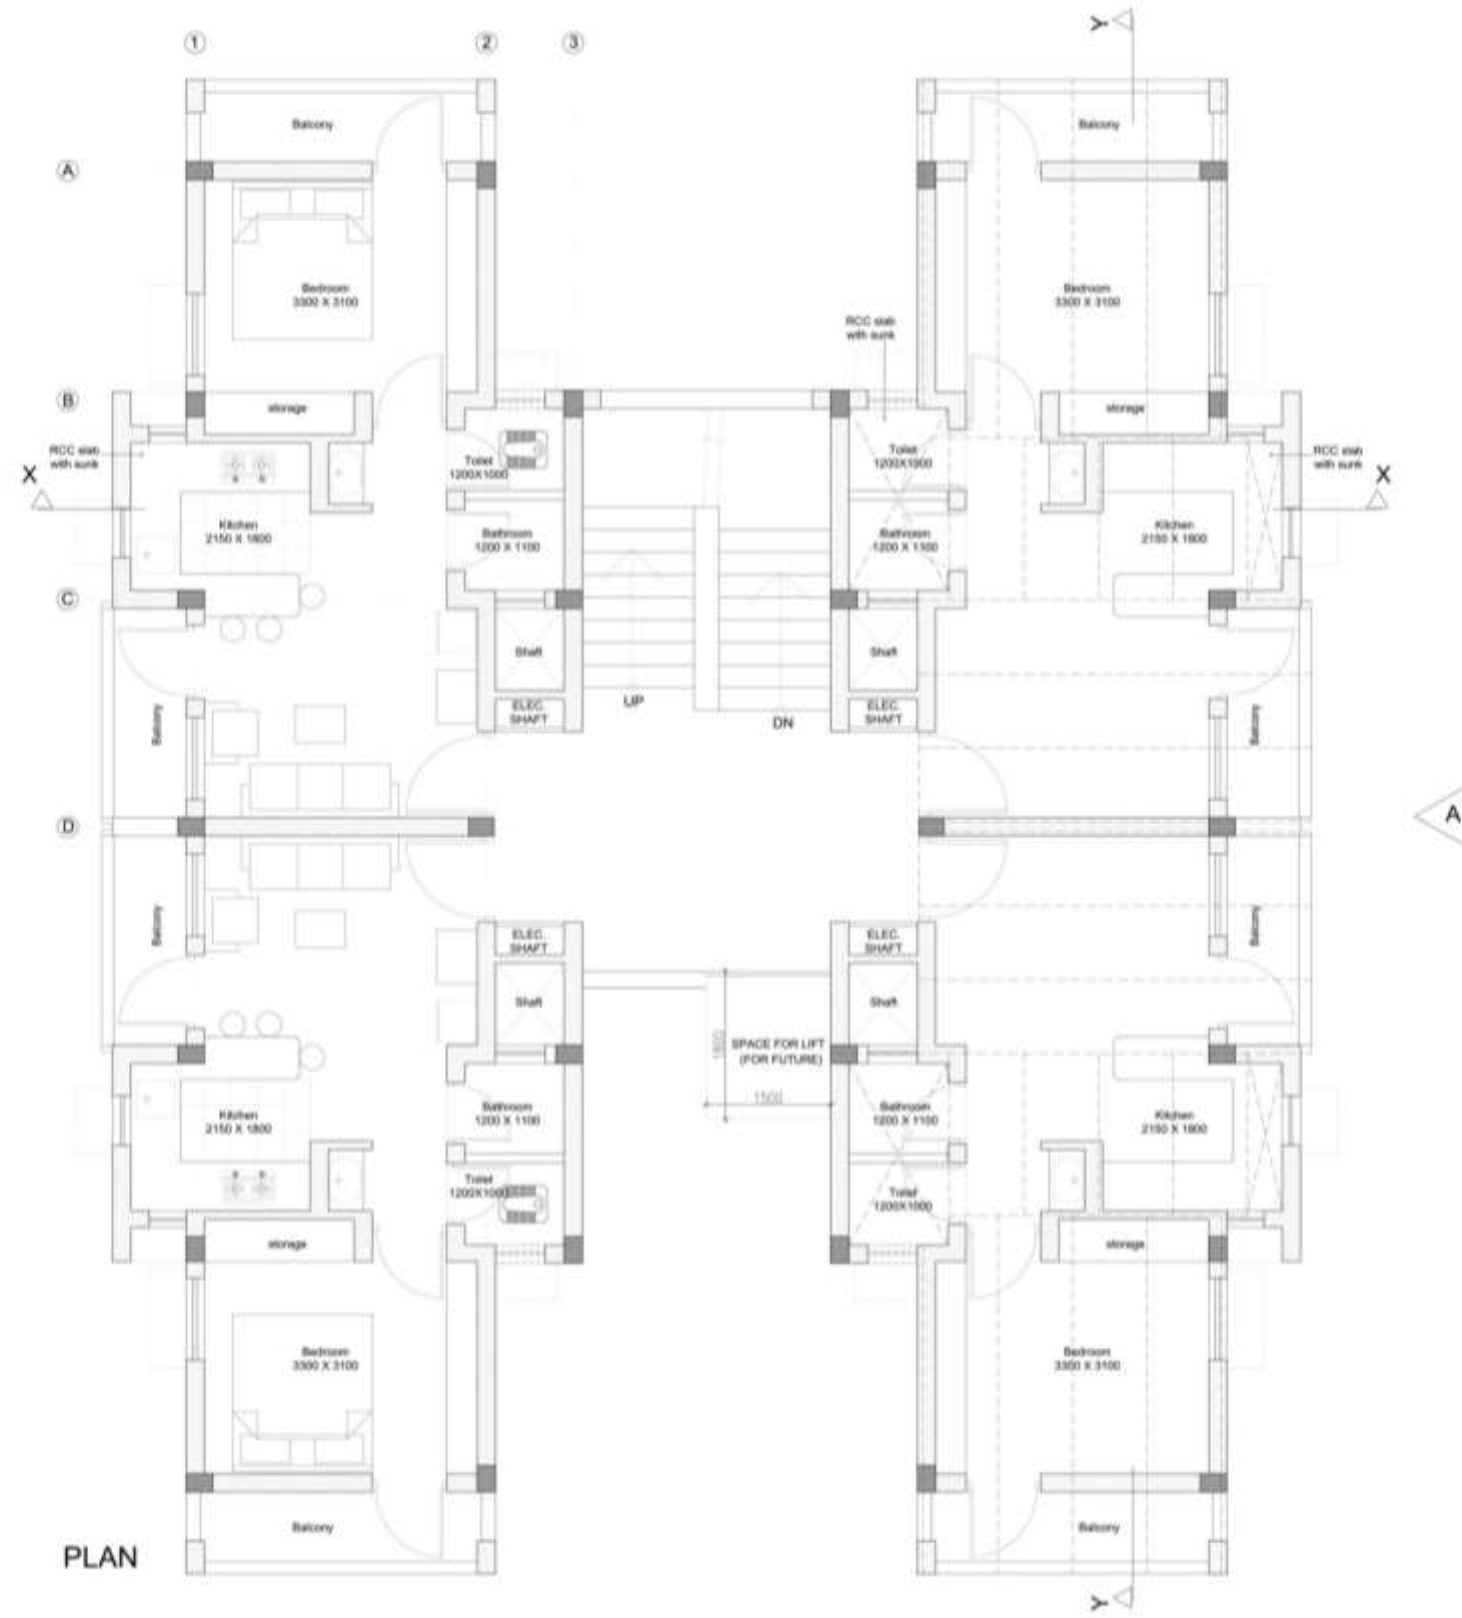 Y
1
2
3
Balcony
Balcony
A
Bedroom
3300 X 3100
Bedroom
3300 X 3100
RCC slab
with sunk
B
storage
storage
RCC slab
with sunk
Toilet
1200X1000
Toilet
1200X1000
RCC slab
with sunk
X
X
Kitchen
2150 X 1800
Bathroom
1200 X 1100
Bathroom
1200 X 1100
Kitchen
2150 X 1800
C
Shaft
Shaft
Balcony
ELEC.
SHAFT
UP
DN
ELEC.
SHAFT
Balcony
A
D
Balcony
ELEC.
SHAFT
ELEC.
SHAFT
Balcony
Shaft
Shaft
1800
SPACE FOR LIFT
(FOR FUTURE)
1500
Kitchen
2150 X 1800
Bathroom
1200 X 1100
Bathroom
1200 X 1100
Kitchen
2150 X 1800
Toilet
1200X1000
Toilet
1200X1000
storage
storage
Bedroom
3300 X 3100
Bedroom
3300 X 3100
Balcony
Balcony
PLAN
Y